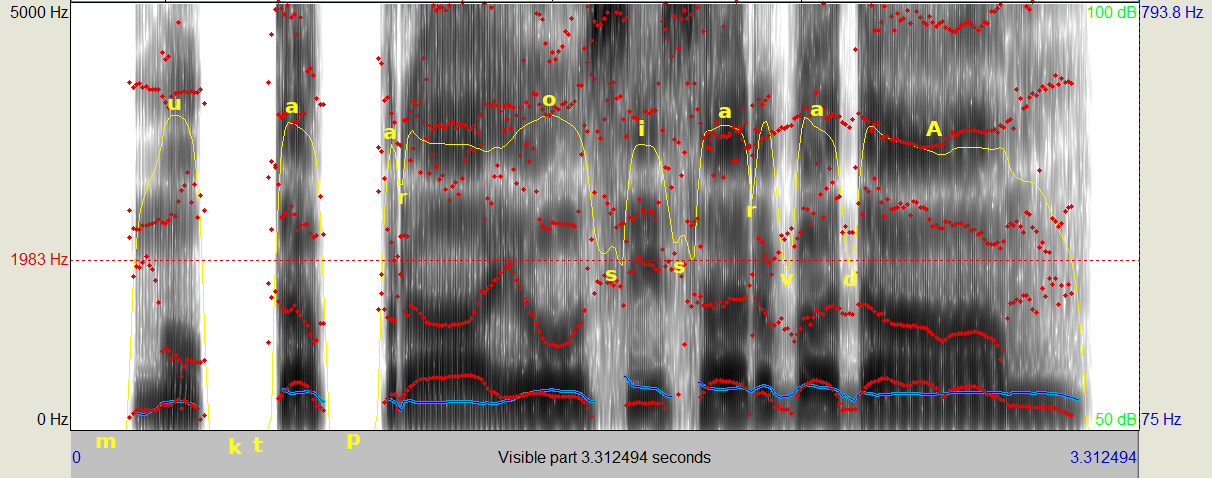 5000 Hz 100 dB 793.8 Hz
u a a o i a a A
r r
1983 Hz s s v d
0 Hz 50 dB 75 Hz
m k t p
0 Visible part 3.312494 seconds 3.312494